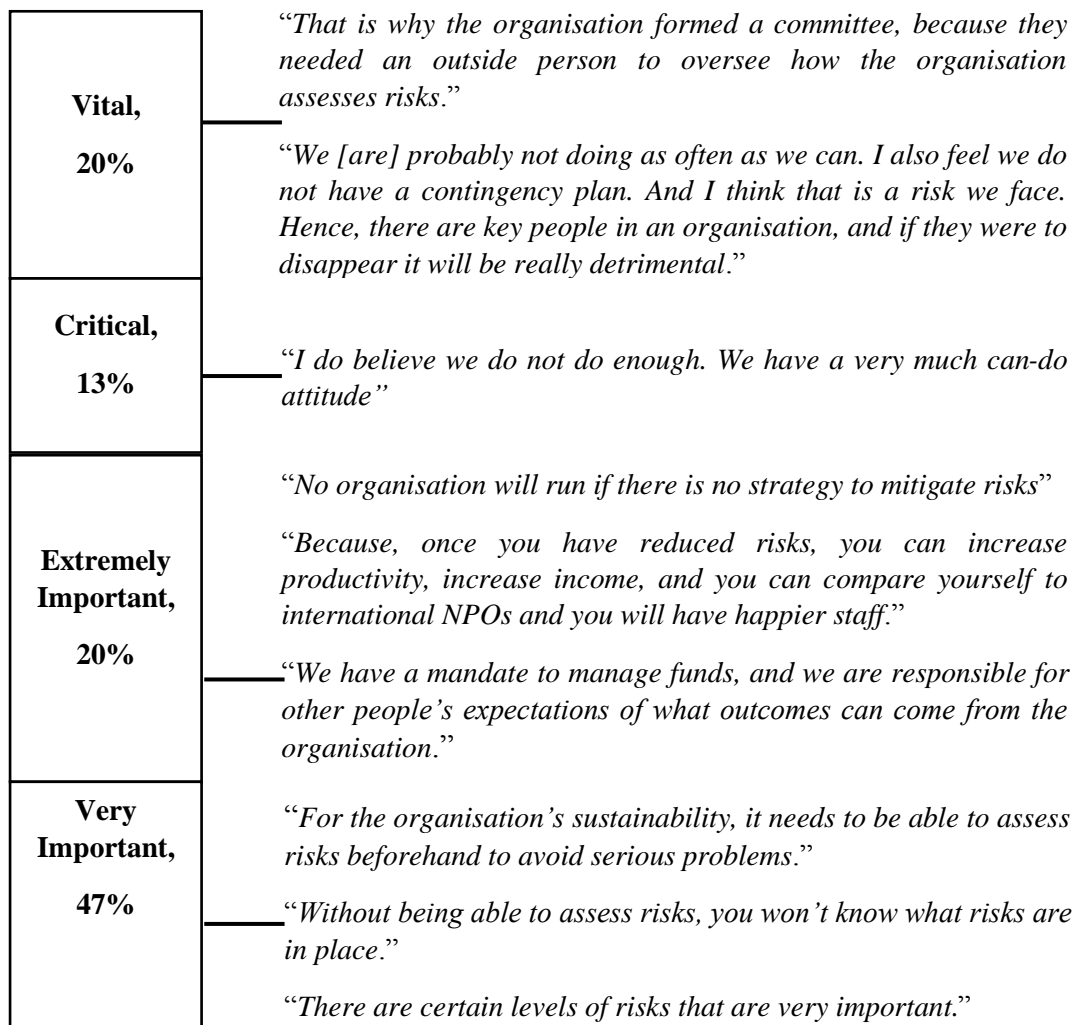 Vital,
20%
“That is why the organisation formed a committee, because they
needed an outside person to oversee how the organisation
assesses risks.”
“We [are] probably not doing as often as we can. I also feel we do
not have a contingency plan. And I think that is a risk we face.
Hence, there are key people in an organisation, and if they were to
disappear it will be really detrimental.”
Critical,
13%
“I do believe we do not do enough. We have a very much can-do
attitude”
Extremely
Important,
20%
“No organisation will run if there is no strategy to mitigate risks”
“Because, once you have reduced risks, you can increase
productivity, increase income, and you can compare yourself to
international NPOs and you will have happier staff.”
“We have a mandate to manage funds, and we are responsible for
other people’s expectations of what outcomes can come from the
organisation.”
Very
Important,
47%
“For the organisation’s sustainability, it needs to be able to assess
risks beforehand to avoid serious problems.”
“Without being able to assess risks, you won’t know what risks are
in place.”
“There are certain levels of risks that are very important.”